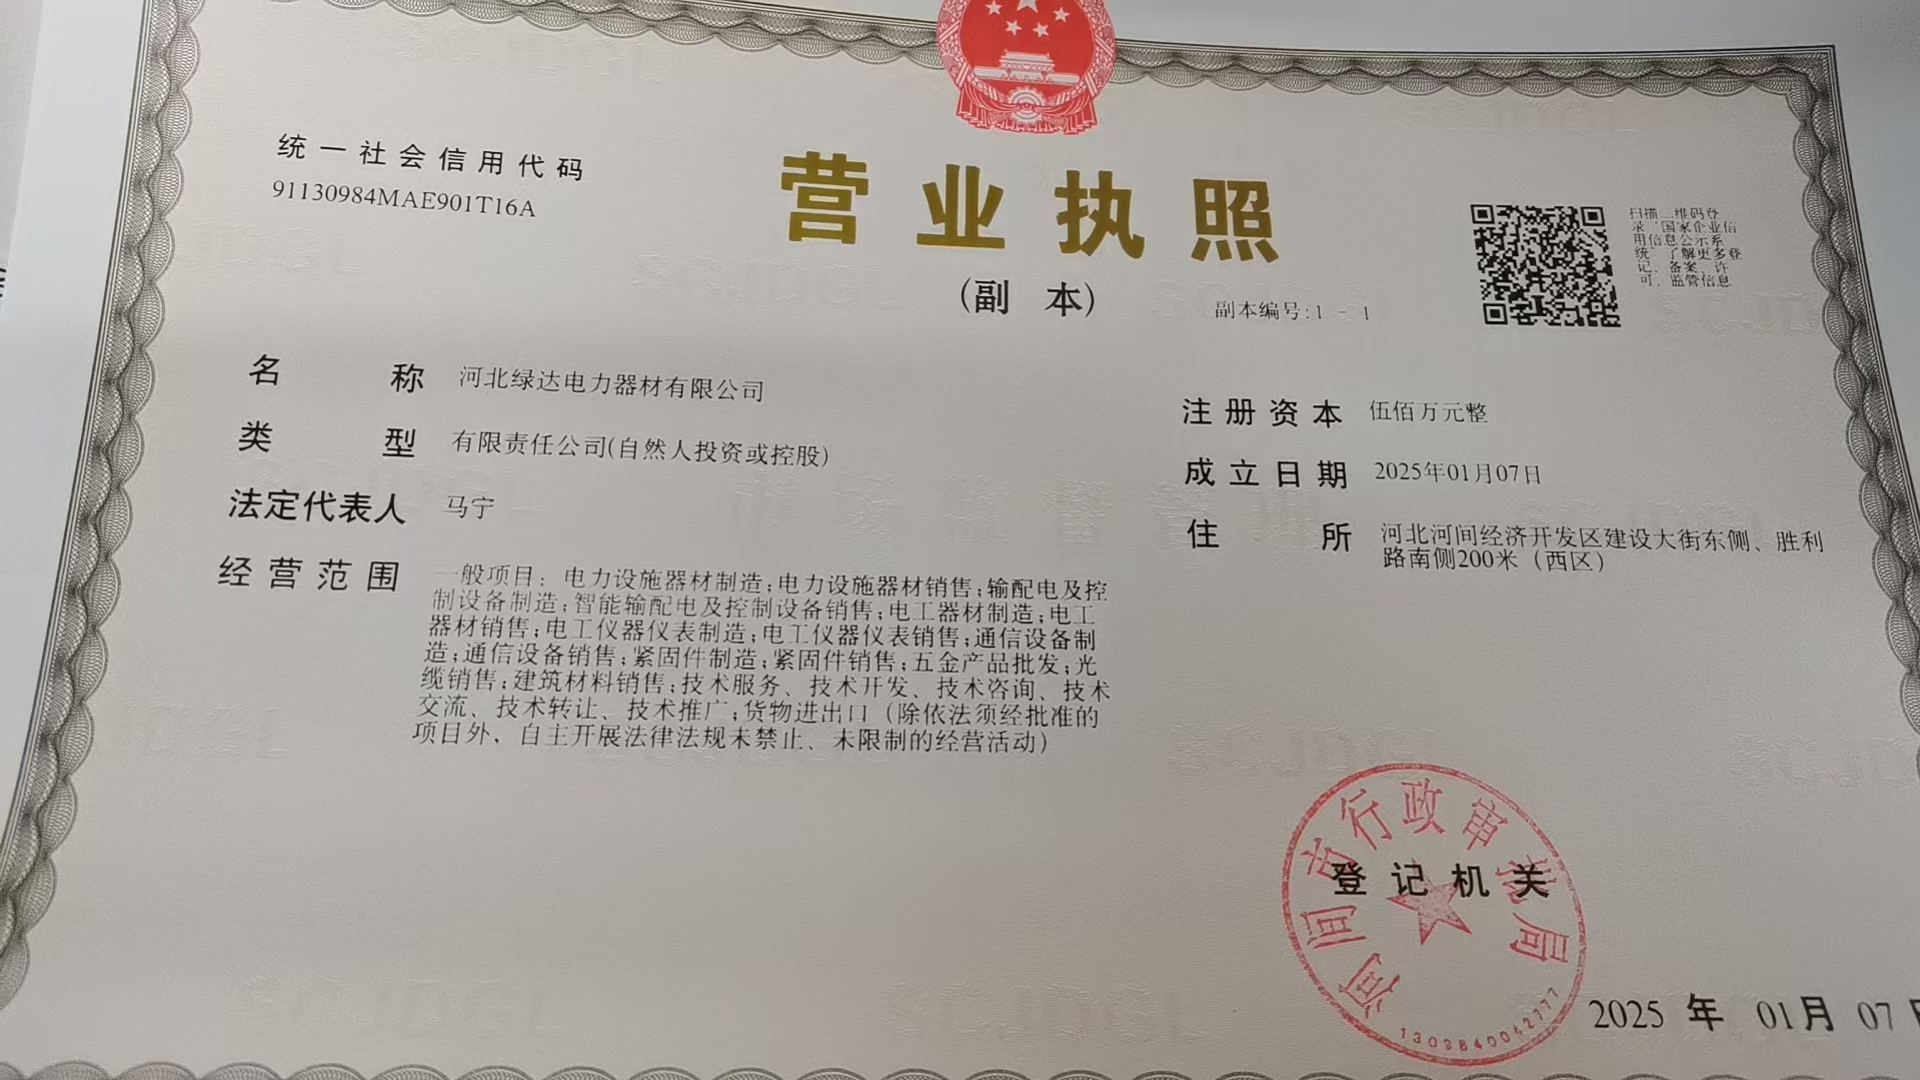 统一社会信用代码
91130984MAE901T16A
营业执照
(副 本)
副本编号:1 - 1
扫描二维码登
录“国家企业信
用信息公示系
统”了解更多登
记、备案、许
可、监管信息
名 称 河北绿达电力器材有限公司
类 型 有限责任公司(自然人投资或控股)
法定代表人 马宁
经营范围 一般项目：电力设施器材制造;电力设施器材销售;输配电及控
制设备制造;智能输配电及控制设备销售;电工器材制造;电工
器材销售;电工仪器仪表制造;电工仪器仪表销售;通信设备制
造;通信设备销售;紧固件制造;紧固件销售;五金产品批发;光
缆销售;建筑材料销售;技术服务、技术开发、技术咨询、技术
交流、技术转让、技术推广;货物进出口（除依法须经批准的
项目外，自主开展法律法规未禁止、未限制的经营活动）
注册资本 伍佰万元整
成立日期 2025年01月07日
住 所 河北河间经济开发区建设大街东侧、胜利
路南侧200米（西区）
河间市行政审批局
登记机关
2025 年 01月 07日